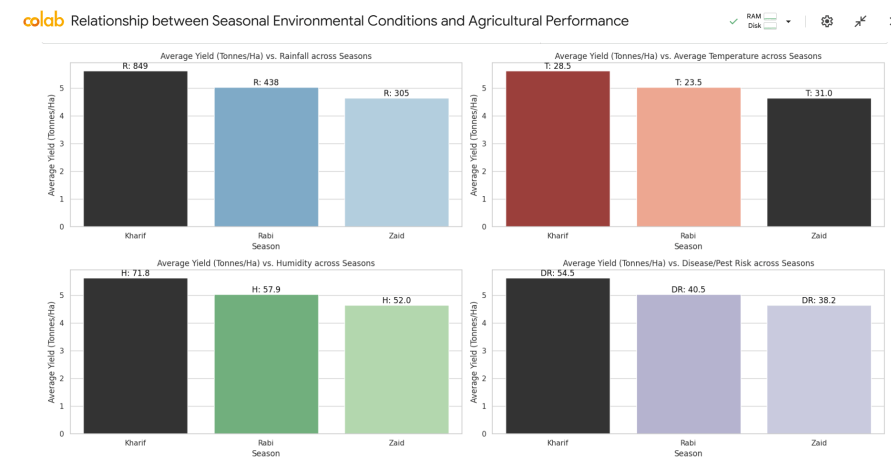 colab Relationship between Seasonal Environmental Conditions and Agricultural Performance
RAM
Disk
Average Yield (Tonnes/Ha) vs. Rainfall across Seasons
R: 849
R: 438
R: 305
Average Yield (Tonnes/Ha)
5
4
3
2
1
0
Kharif Rabi Zaid
Season
Average Yield (Tonnes/Ha) vs. Average Temperature across Seasons
T: 28.5
T: 23.5
T: 31.0
Average Yield (Tonnes/Ha)
5
4
3
2
1
0
Kharif Rabi Zaid
Season
Average Yield (Tonnes/Ha) vs. Humidity across Seasons
H: 71.8
H: 57.9
H: 52.0
Average Yield (Tonnes/Ha)
5
4
3
2
1
0
Kharif Rabi Zaid
Season
Average Yield (Tonnes/Ha) vs. Disease/Pest Risk across Seasons
DR: 54.5
DR: 40.5
DR: 38.2
Average Yield (Tonnes/Ha)
5
4
3
2
1
0
Kharif Rabi Zaid
Season